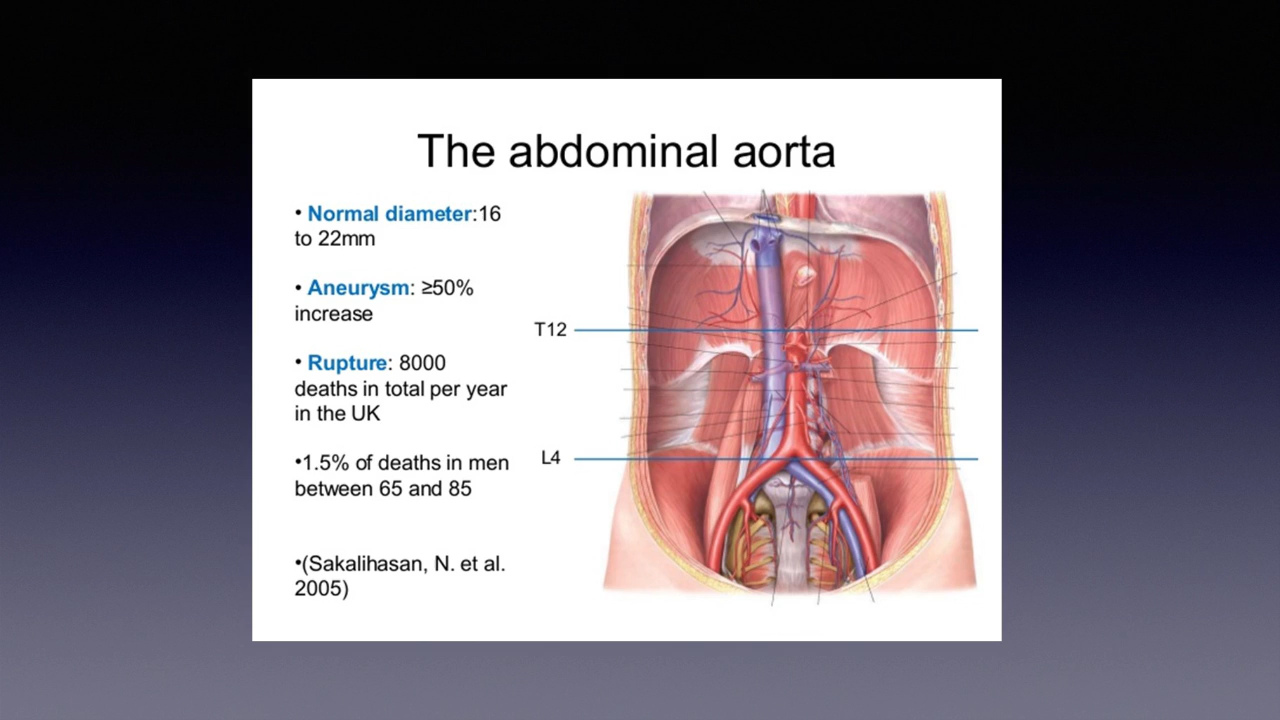 The abdominal aorta
• Normal diameter:16
to 22mm
• Aneurysm: ≥50%
increase
• Rupture: 8000
deaths in total per year
in the UK
•1.5% of deaths in men
between 65 and 85
•(Sakalihasan, N. et al.
2005)
T12
L4